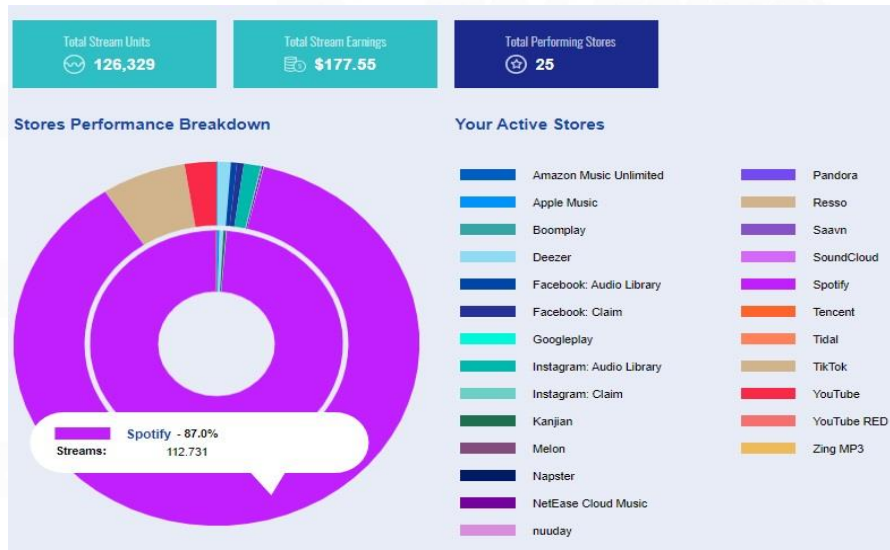 Total Stream Units
126,329
Total Stream Earnings
$177.55
Total Performing Stores
25
Stores Performance Breakdown
Spotify - 87.0%
Streams: 112.731
Your Active Stores
Amazon Music Unlimited
Apple Music
Boomplay
Deezer
Facebook: Audio Library
Facebook: Claim
Googleplay
Instagram: Audio Library
Instagram: Claim
Kanjian
Melon
Napster
NetEase Cloud Music
nuuday
Pandora
Resso
Saavn
SoundCloud
Spotify
Tencent
Tidal
TikTok
YouTube
YouTube RED
Zing MP3